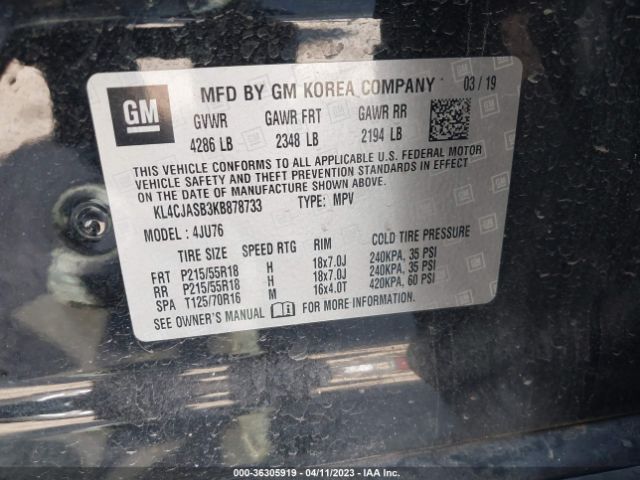 GM
MFD BY GM KOREA COMPANY 03 / 19
GVWR GAWR FRT GAWR RR
4286 LB 2348 LB 2194 LB
THIS VEHICLE CONFORMS TO ALL APPLICABLE U.S. FEDERAL MOTOR
VEHICLE SAFETY AND THEFT PREVENTION STANDARDS IN EFFECT
ON THE DATE OF MANUFACTURE SHOWN ABOVE.
KL4CJASB3KB878733 TYPE: MPV
MODEL : 4JU76
TIRE SIZE SPEED RTG RIM COLD TIRE PRESSURE
FRT P215/55R18 H 18x7.0J 240KPA, 35 PSI
RR P215/55R18 H 18x7.0J 240KPA, 35 PSI
SPA T125/70R16 M 16x4.0T 420KPA, 60 PSI
SEE OWNER'S MANUAL FOR MORE INFORMATION.
000-36305919 - 04/11/2023 - IAA Inc.